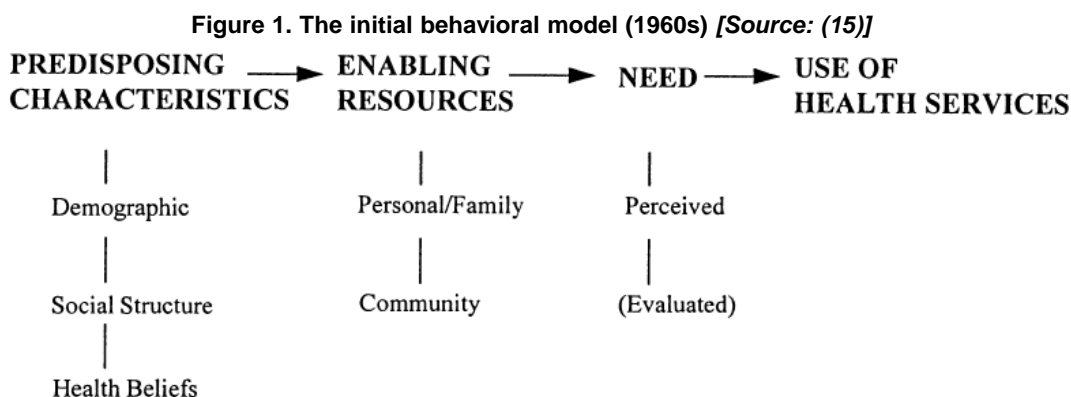 Figure 1. The initial behavioral model (1960s) [Source: (15)]
PREDISPOSING
CHARACTERISTICS
ENABLING
RESOURCES
NEED
USE OF
HEALTH SERVICES
Demographic
Personal/Family
Perceived
Social Structure
Community
(Evaluated)
Health Beliefs